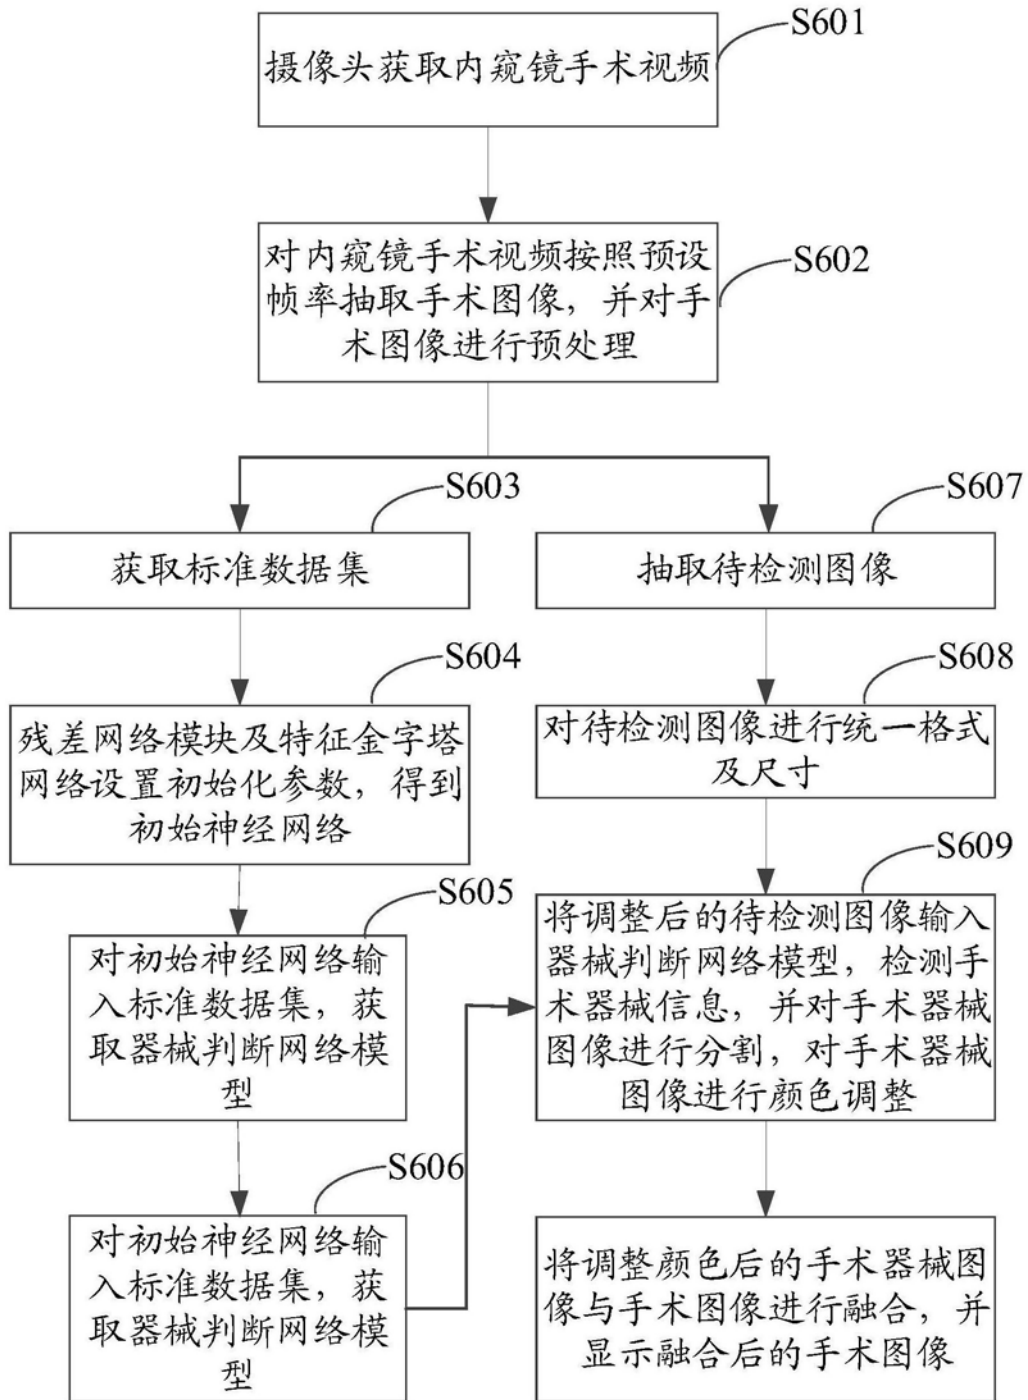 S601
摄像头获取内窥镜手术视频
S602
对内窥镜手术视频按照预设
帧率抽取手术图像，并对手
术图像进行预处理
S603
获取标准数据集
S604
残差网络模块及特征金字塔
网络设置初始化参数，得到
初始神经网络
S605
对初始神经网络输
入标准数据集，获
取器械判断网络模
型
S606
对初始神经网络输
入标准数据集，获
取器械判断网络模
型
S607
抽取待检测图像
S608
对待检测图像进行统一格式
及尺寸
S609
将调整后的待检测图像输入
器械判断网络模型，检测手
术器械信息，并对手术器械
图像进行分割，对手术器械
图像进行颜色调整
将调整颜色后的手术器械图
像与手术图像进行融合，并
显示融合后的手术图像